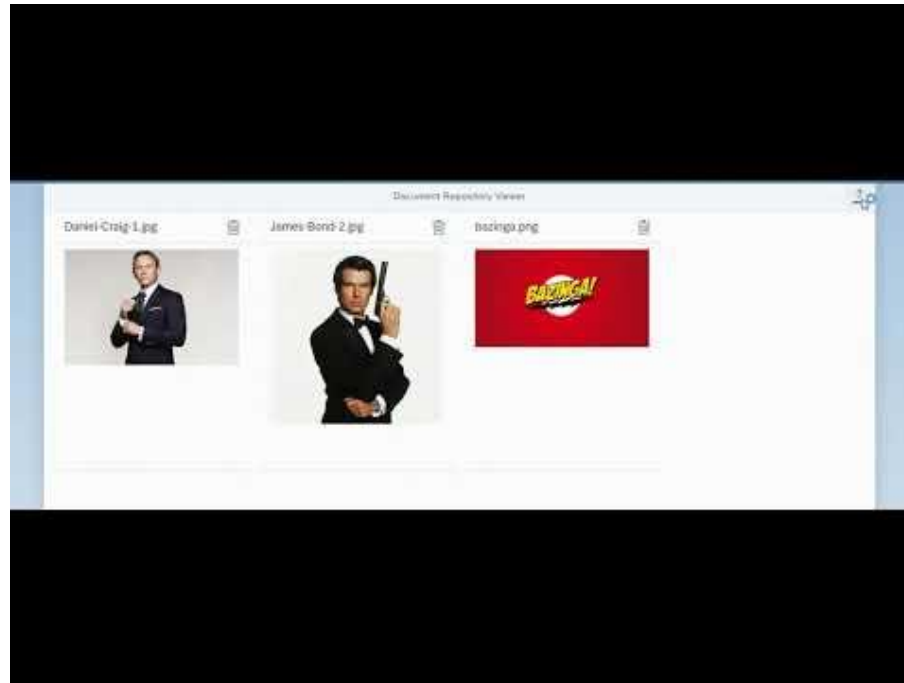 Document Repository Viewer
Daniel-Craig-1.jpg
James-Bond-2.jpg
bazinga.png
BAZINGA!